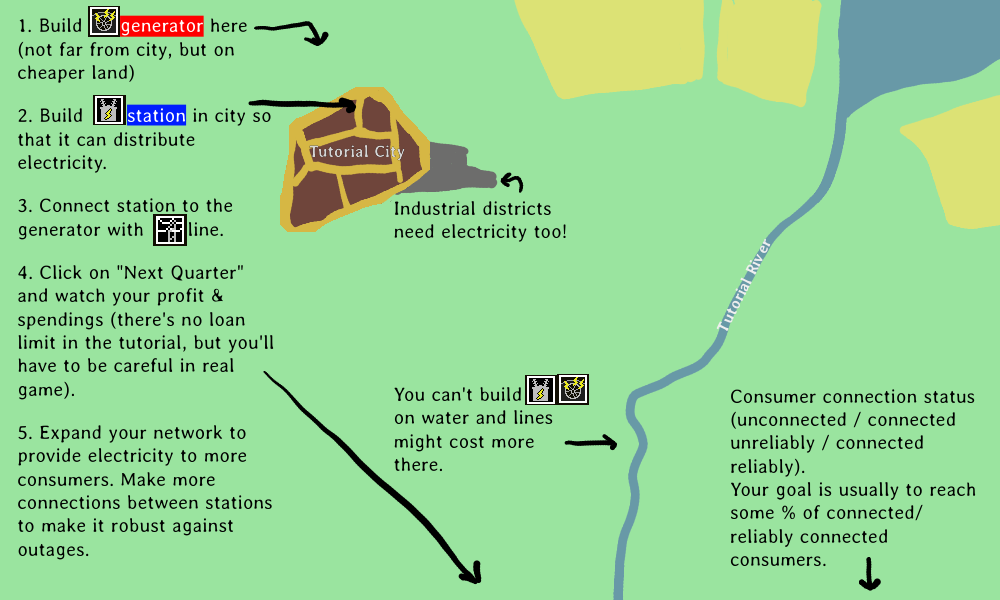 1. Build generator here
(not far from city, but on
cheaper land)
2. Build station in city so
that it can distribute
electricity.
3. Connect station to the
generator with line.
4. Click on "Next Quarter"
and watch your profit &
spendings (there's no loan
limit in the tutorial, but you'll
have to be careful in real
game).
5. Expand your network to
provide electricity to more
consumers. Make more
connections between stations
to make it robust against
outages.
Tutorial City
Industrial districts
need electricity too!
Tutorial River
You can't build
on water and lines
might cost more
there.
Consumer connection status
(unconnected / connected
unreliably / connected
reliably).
Your goal is usually to reach
some % of connected/
reliably connected
consumers.